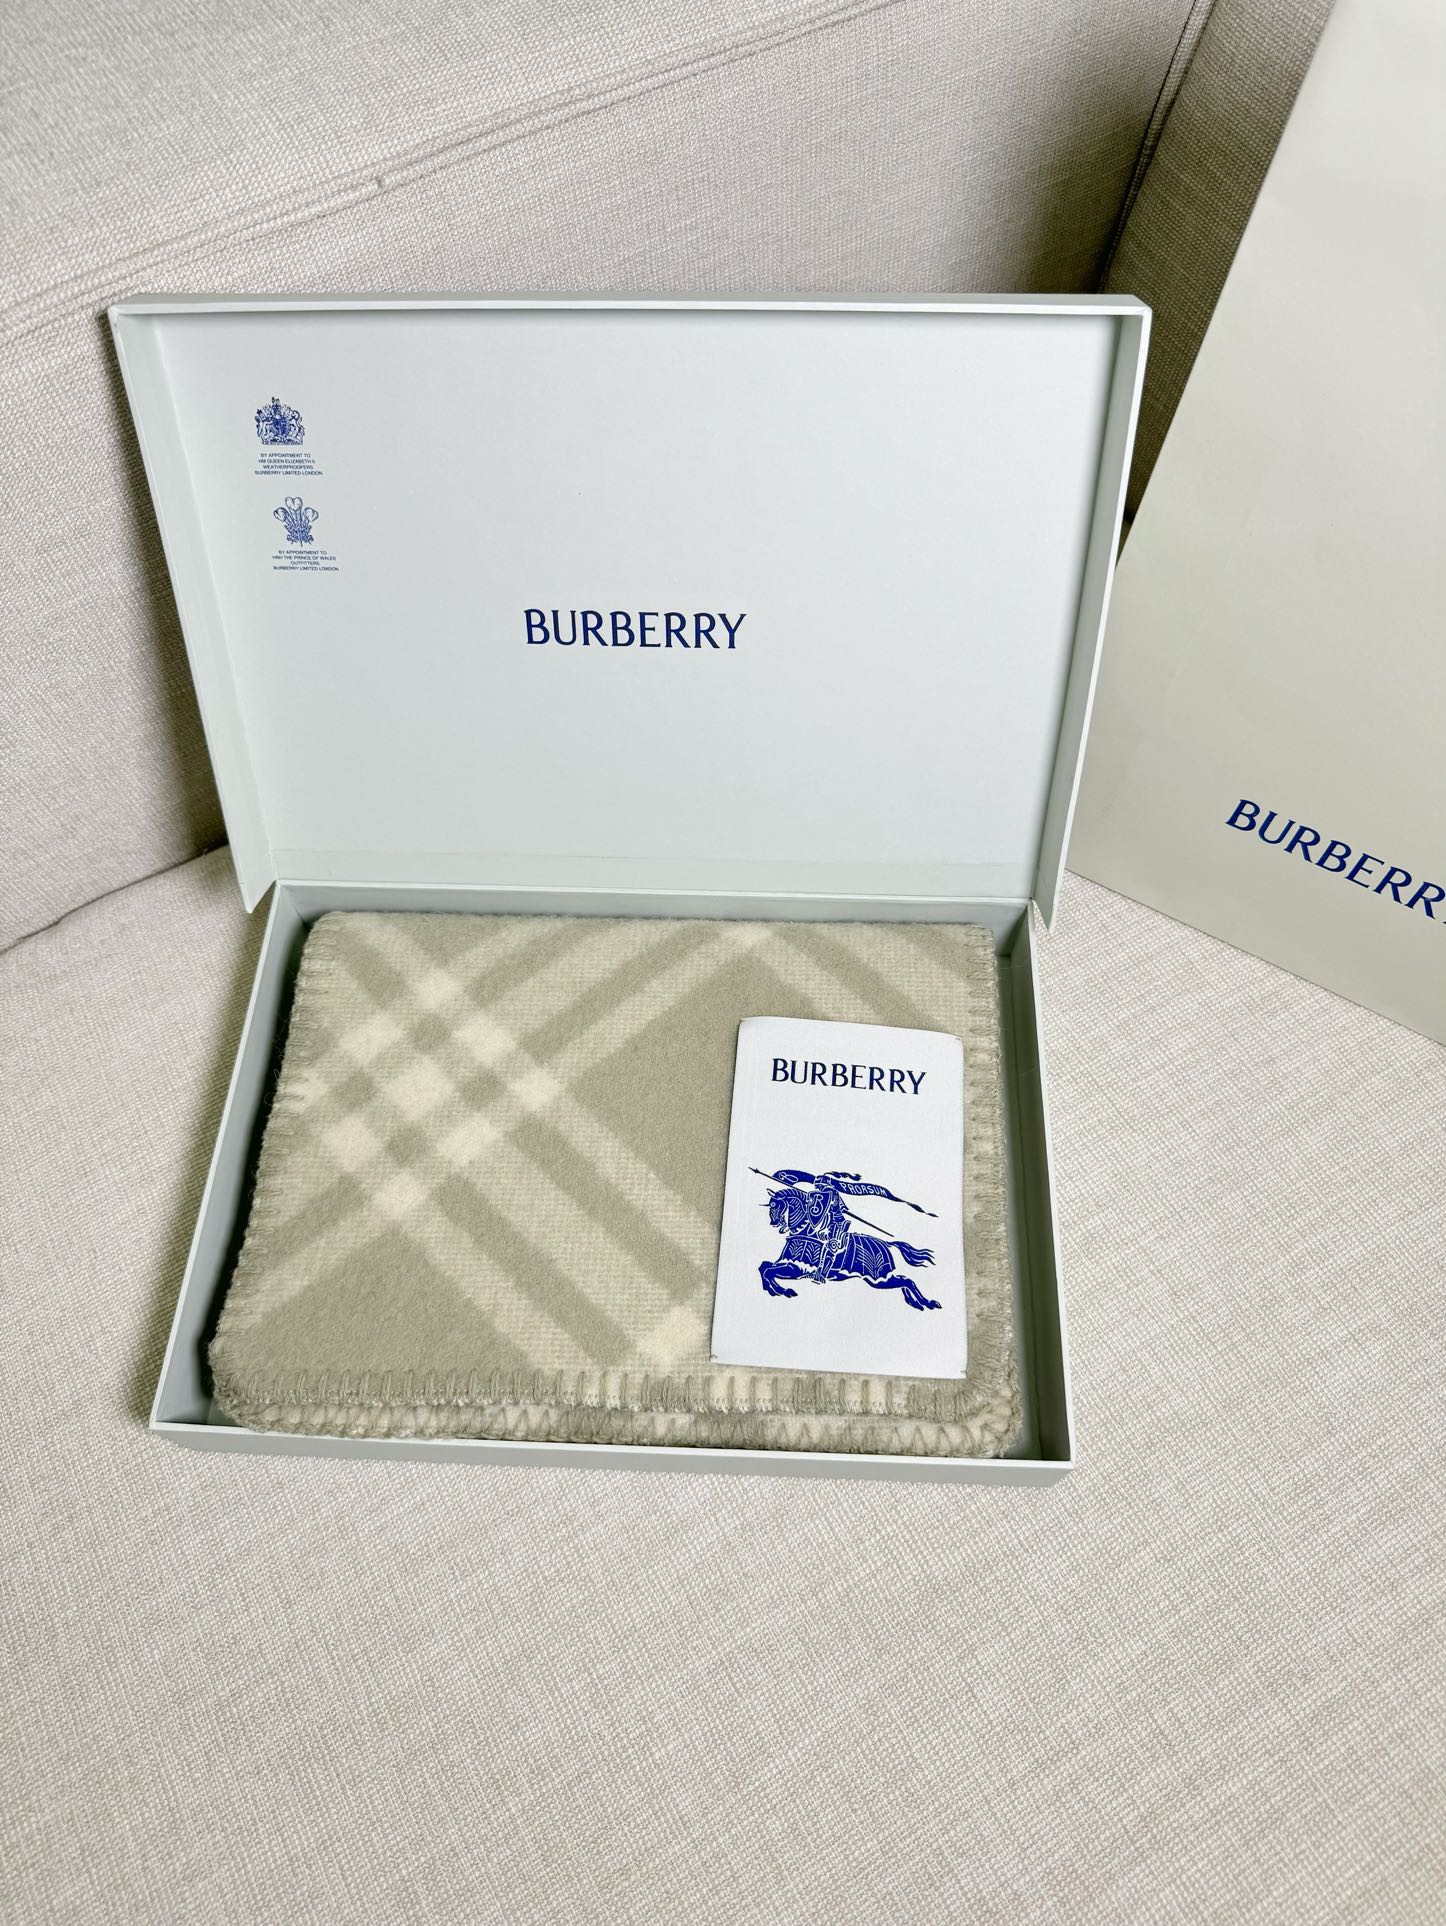 BY APPOINTMENT TO
HM QUEEN ELIZABETH II
WEATHERPROOFERS
BURBERRY LIMITED LONDON
BY APPOINTMENT TO
HRH THE PRINCE OF WALES
OUTFITTERS
BURBERRY LIMITED LONDON
BURBERRY
BURBERRY
BURBERRY
PRORSUM